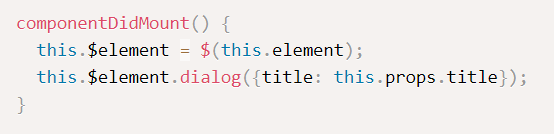 componentDidMount() {
  this.$element = $(this.element);
  this.$element.dialog({title: this.props.title});
}